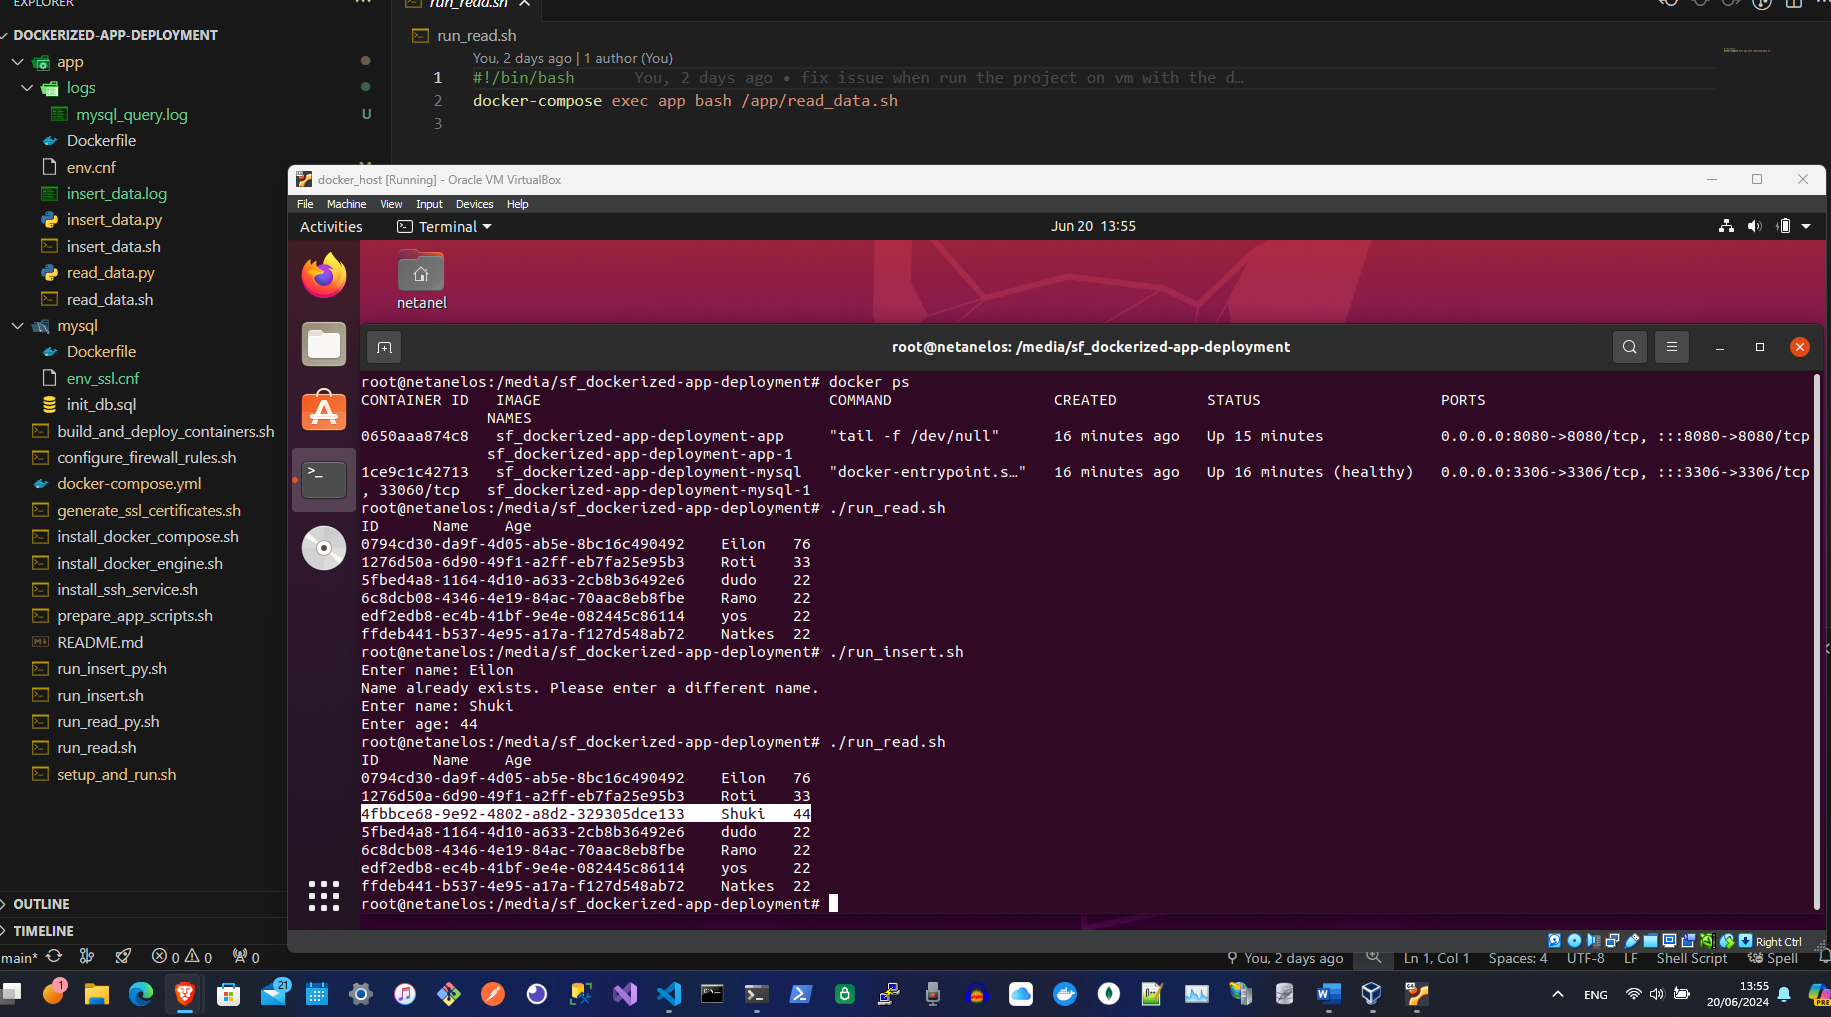 EXPLORER
DOCKERIZED-APP-DEPLOYMENT
app
logs
mysql_query.log U
Dockerfile
env.cnf
insert_data.log
insert_data.py
insert_data.sh
read_data.py
read_data.sh
mysql
Dockerfile
env_ssl.cnf
init_db.sql
build_and_deploy_containers.sh
configure_firewall_rules.sh
docker-compose.yml
generate_ssl_certificates.sh
install_docker_compose.sh
install_docker_engine.sh
install_ssh_service.sh
prepare_app_scripts.sh
README.md
run_insert_py.sh
run_insert.sh
run_read_py.sh
run_read.sh
setup_and_run.sh
OUTLINE
TIMELINE
run_read.sh
run_read.sh
You, 2 days ago | 1 author (You)
1 #!/bin/bash You, 2 days ago • fix issue when run the project on vm with the d…
2 docker-compose exec app bash /app/read_data.sh
3
docker_host [Running] - Oracle VM VirtualBox
File Machine View Input Devices Help
Activities Terminal Jun 20 13:55
netanel
root@netanelos: /media/sf_dockerized-app-deployment
root@netanelos:/media/sf_dockerized-app-deployment# docker ps
CONTAINER ID IMAGE COMMAND CREATED STATUS PORTS
NAMES
0650aaa874c8 sf_dockerized-app-deployment-app "tail -f /dev/null" 16 minutes ago Up 15 minutes 0.0.0.0:8080->8080/tcp, :::8080->8080/tcp
sf_dockerized-app-deployment-app-1
1ce9c1c42713 sf_dockerized-app-deployment-mysql "docker-entrypoint.s…" 16 minutes ago Up 16 minutes (healthy) 0.0.0.0:3306->3306/tcp, :::3306->3306/tcp
, 33060/tcp sf_dockerized-app-deployment-mysql-1
root@netanelos:/media/sf_dockerized-app-deployment# ./run_read.sh
ID Name Age
0794cd30-da9f-4d05-ab5e-8bc16c490492 Eilon 76
1276d50a-6d90-49f1-a2ff-eb7fa25e95b3 Roti 33
5fbed4a8-1164-4d10-a633-2cb8b36492e6 dudo 22
6c8dcb08-4346-4e19-84ac-70aac8eb8fbe Ramo 22
edf2edb8-ec4b-41bf-9e4e-082445c86114 yos 22
ffdeb441-b537-4e95-a17a-f127d548ab72 Natkes 22
root@netanelos:/media/sf_dockerized-app-deployment# ./run_insert.sh
Enter name: Eilon
Name already exists. Please enter a different name.
Enter name: Shuki
Enter age: 44
root@netanelos:/media/sf_dockerized-app-deployment# ./run_read.sh
ID Name Age
0794cd30-da9f-4d05-ab5e-8bc16c490492 Eilon 76
1276d50a-6d90-49f1-a2ff-eb7fa25e95b3 Roti 33
4fbbce68-9e92-4802-a8d2-329305dce133 Shuki 44
5fbed4a8-1164-4d10-a633-2cb8b36492e6 dudo 22
6c8dcb08-4346-4e19-84ac-70aac8eb8fbe Ramo 22
edf2edb8-ec4b-41bf-9e4e-082445c86114 yos 22
ffdeb441-b537-4e95-a17a-f127d548ab72 Natkes 22
root@netanelos:/media/sf_dockerized-app-deployment#
Right Ctrl
main* 0 0 0 You, 2 days ago Ln 1, Col 1 Spaces: 4 UTF-8 LF Shell Script Spell
1 21 ENG 13:55
20/06/2024
PRE